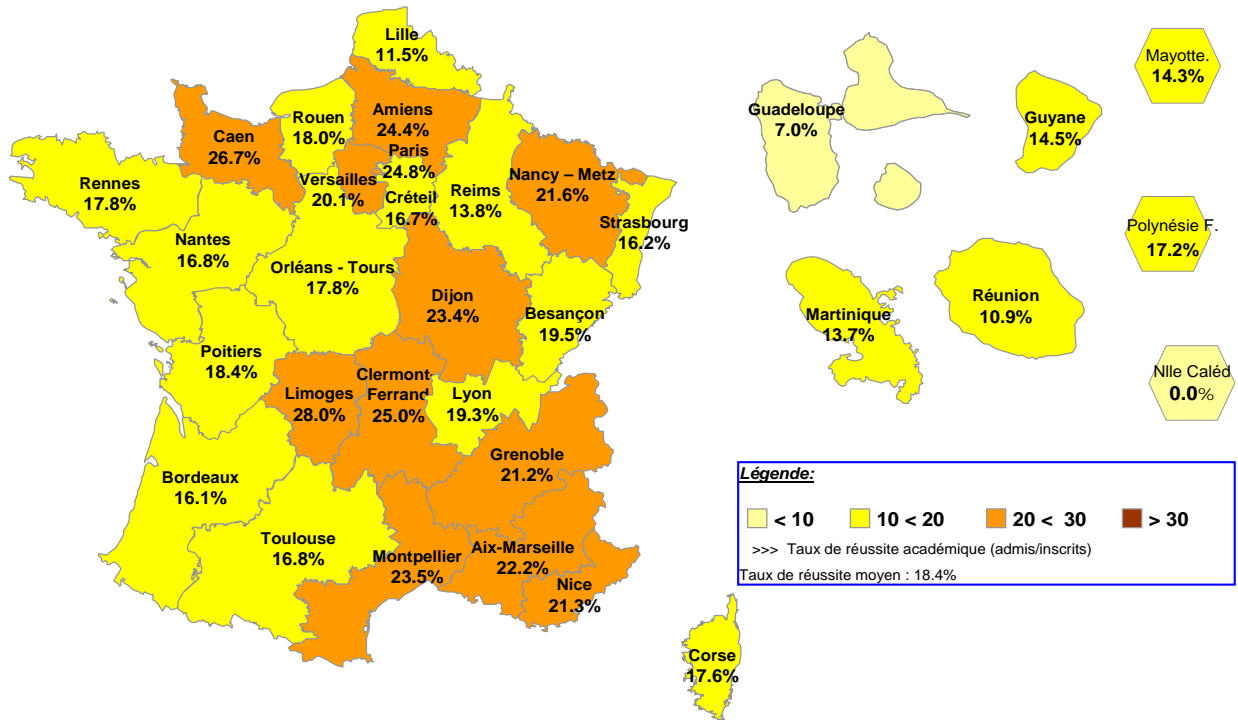 Lille
11.5%
Amiens
24.4%
Rouen
18.0%
Caen
26.7%
Paris
24.8%
Versailles
20.1%
Créteil
16.7%
Reims
13.8%
Nancy – Metz
21.6%
Strasbourg
16.2%
Rennes
17.8%
Nantes
16.8%
Orléans - Tours
17.8%
Dijon
23.4%
Besançon
19.5%
Poitiers
18.4%
Limoges
28.0%
Clermont-
Ferrand
25.0%
Lyon
19.3%
Grenoble
21.2%
Bordeaux
16.1%
Toulouse
16.8%
Montpellier
23.5%
Aix-Marseille
22.2%
Nice
21.3%
Corse
17.6%
Guadeloupe
7.0%
Guyane
14.5%
Mayotte.
14.3%
Polynésie F.
17.2%
Martinique
13.7%
Réunion
10.9%
Nlle Caléd
0.0%
Légende:
< 10 10 < 20 20 < 30 > 30
>>> Taux de réussite académique (admis/inscrits)
Taux de réussite moyen : 18.4%